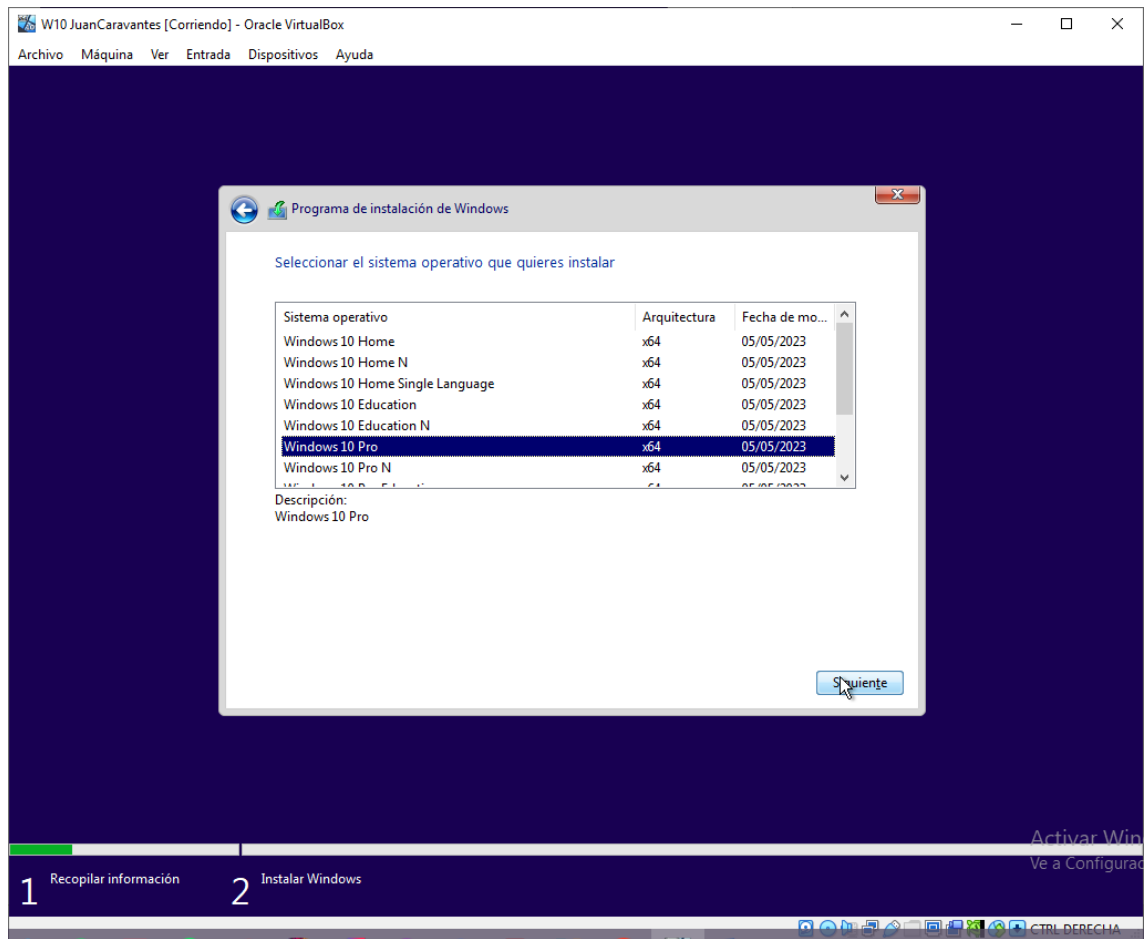 W10 JuanCaravantes [Corriendo] - Oracle VirtualBox
Archivo Máquina Ver Entrada Dispositivos Ayuda
Programa de instalación de Windows
Seleccionar el sistema operativo que quieres instalar
Sistema operativo Arquitectura Fecha de mo...
Windows 10 Home x64 05/05/2023
Windows 10 Home N x64 05/05/2023
Windows 10 Home Single Language x64 05/05/2023
Windows 10 Education x64 05/05/2023
Windows 10 Education N x64 05/05/2023
Windows 10 Pro x64 05/05/2023
Windows 10 Pro N x64 05/05/2023
Descripción:
Windows 10 Pro
Siguiente
Activar Win
Ve a Configurac
1 Recopilar información 2 Instalar Windows
CTRL DERECHA